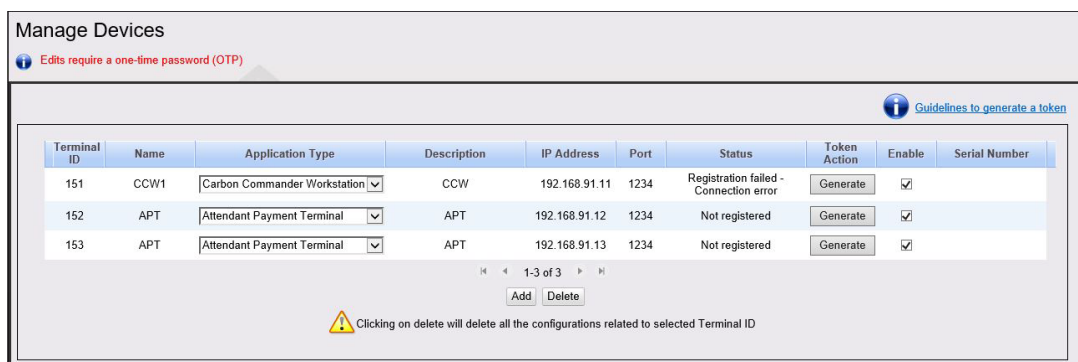 Manage Devices
Edits require a one-time password (OTP)
Guidelines to generate a token
Terminal ID Name Application Type Description IP Address Port Status Token Action Enable Serial Number
151 CCW1 Carbon Commander Workstation CCW 192.168.91.11 1234 Registration failed - Connection error Generate
152 APT Attendant Payment Terminal APT 192.168.91.12 1234 Not registered Generate
153 APT Attendant Payment Terminal APT 192.168.91.13 1234 Not registered Generate
1-3 of 3
Add Delete
Clicking on delete will delete all the configurations related to selected Terminal ID